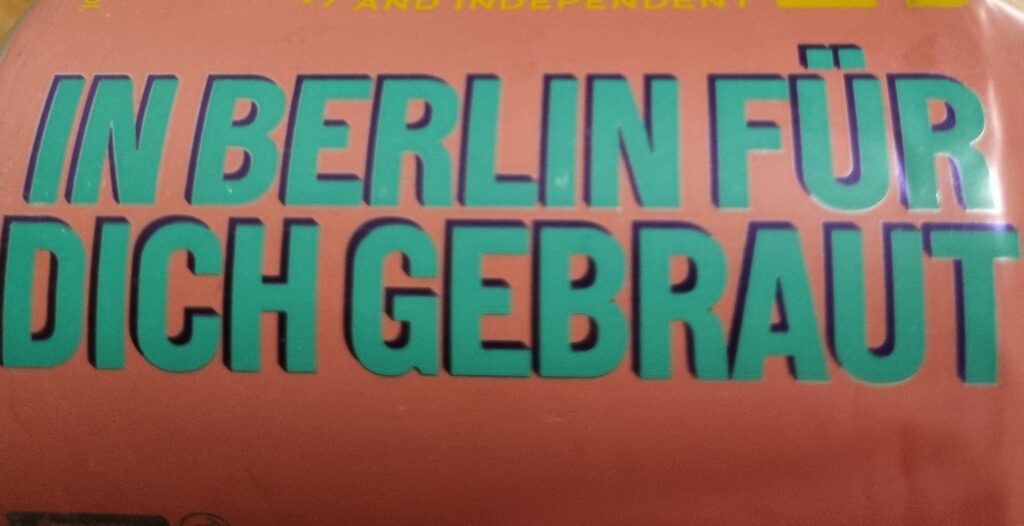 AND INDEPENDENT
IN BERLIN FÜR
DICH GEBRAUT